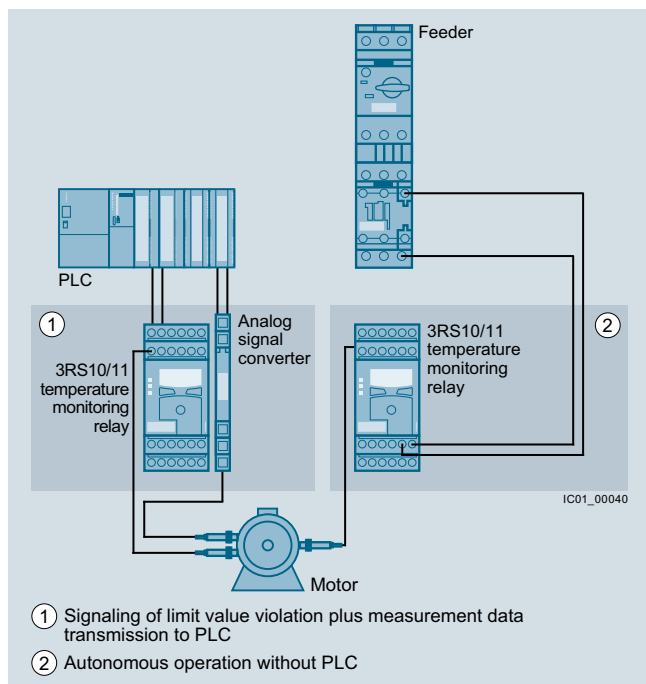 Feeder
PLC
1
Analog
signal
converter
3RS10/11
temperature
monitoring
relay
3RS10/11
temperature
monitoring
relay
2
IC01_00040
Motor
1 Signaling of limit value violation plus measurement data
transmission to PLC
2 Autonomous operation without PLC